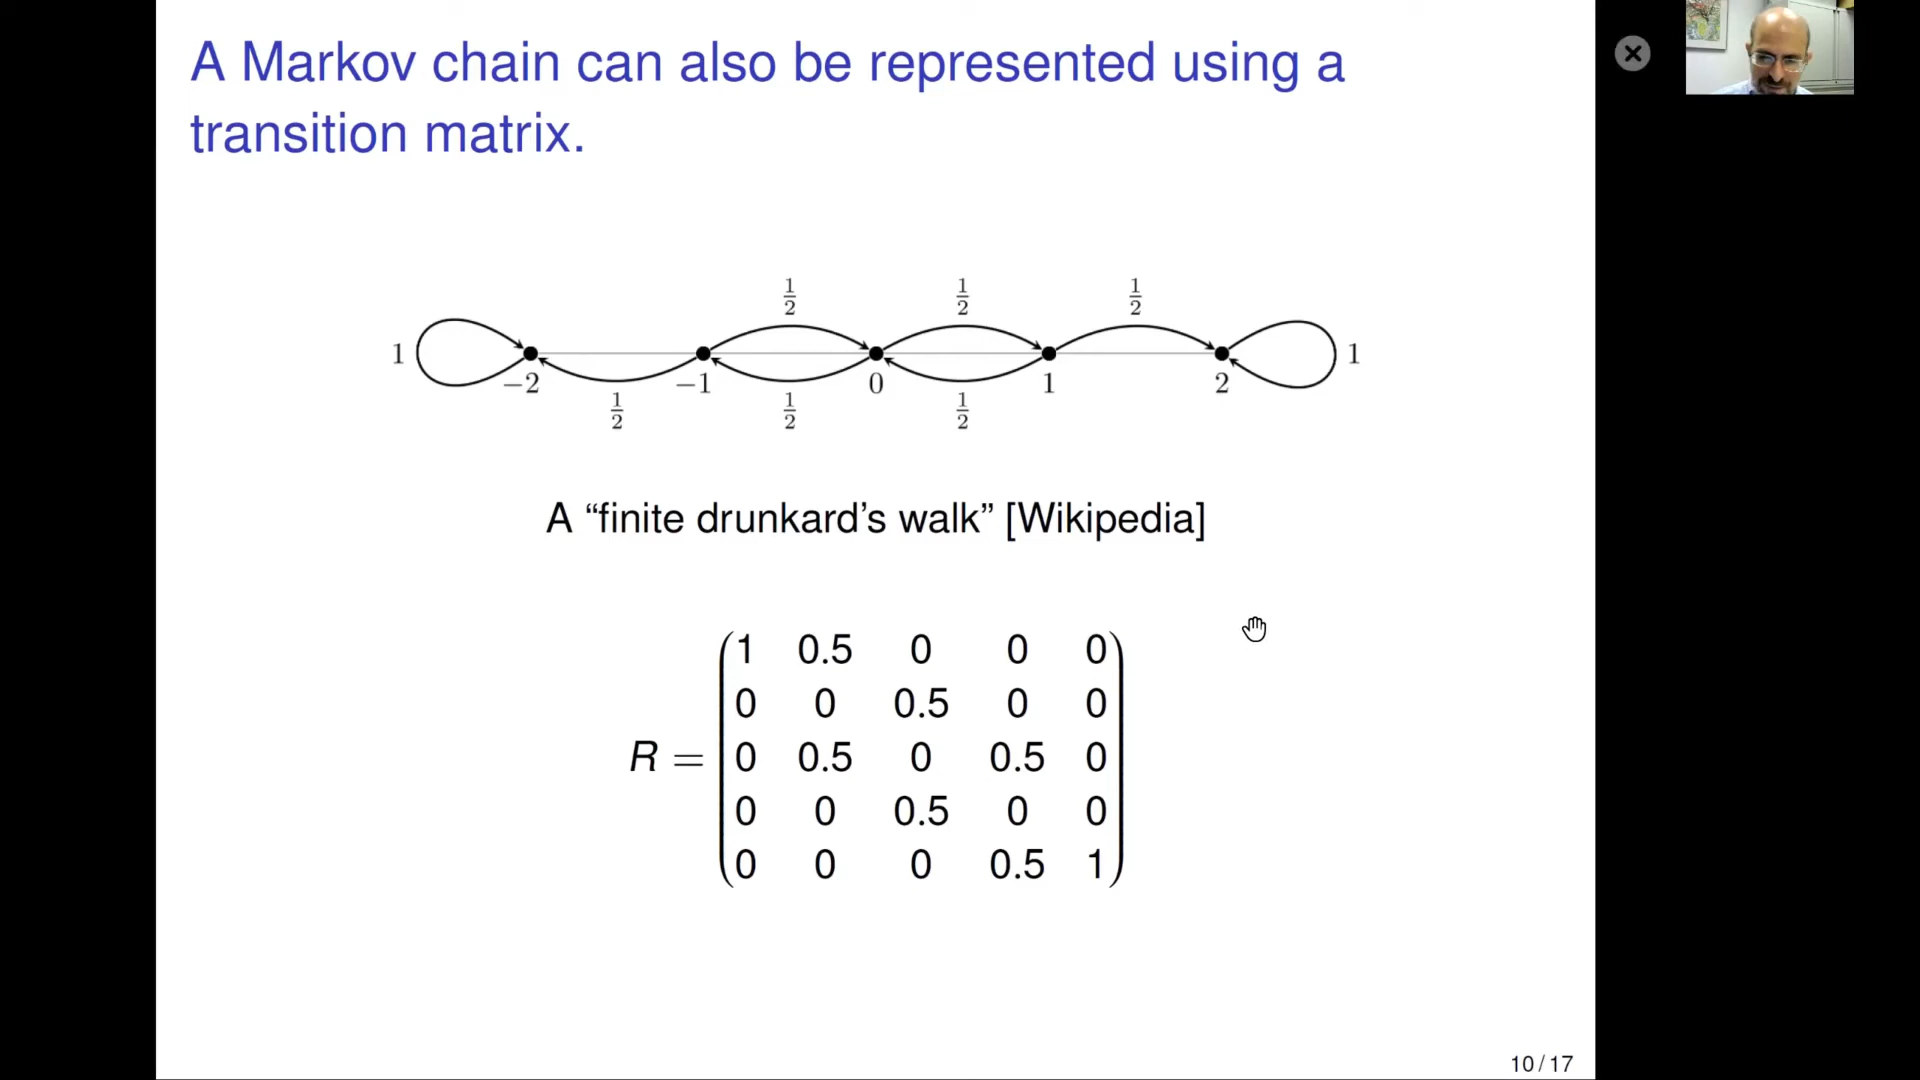 A Markov chain can also be represented using a
transition matrix.
1/2 1/2 1/2
1 1
−2 −1 0 1 2
1/2 1/2 1/2
A “finite drunkard’s walk” [Wikipedia]
1 0.5 0 0 0
0 0 0.5 0 0
R = 0 0.5 0 0.5 0
0 0 0.5 0 0
0 0 0 0.5 1
10 / 17